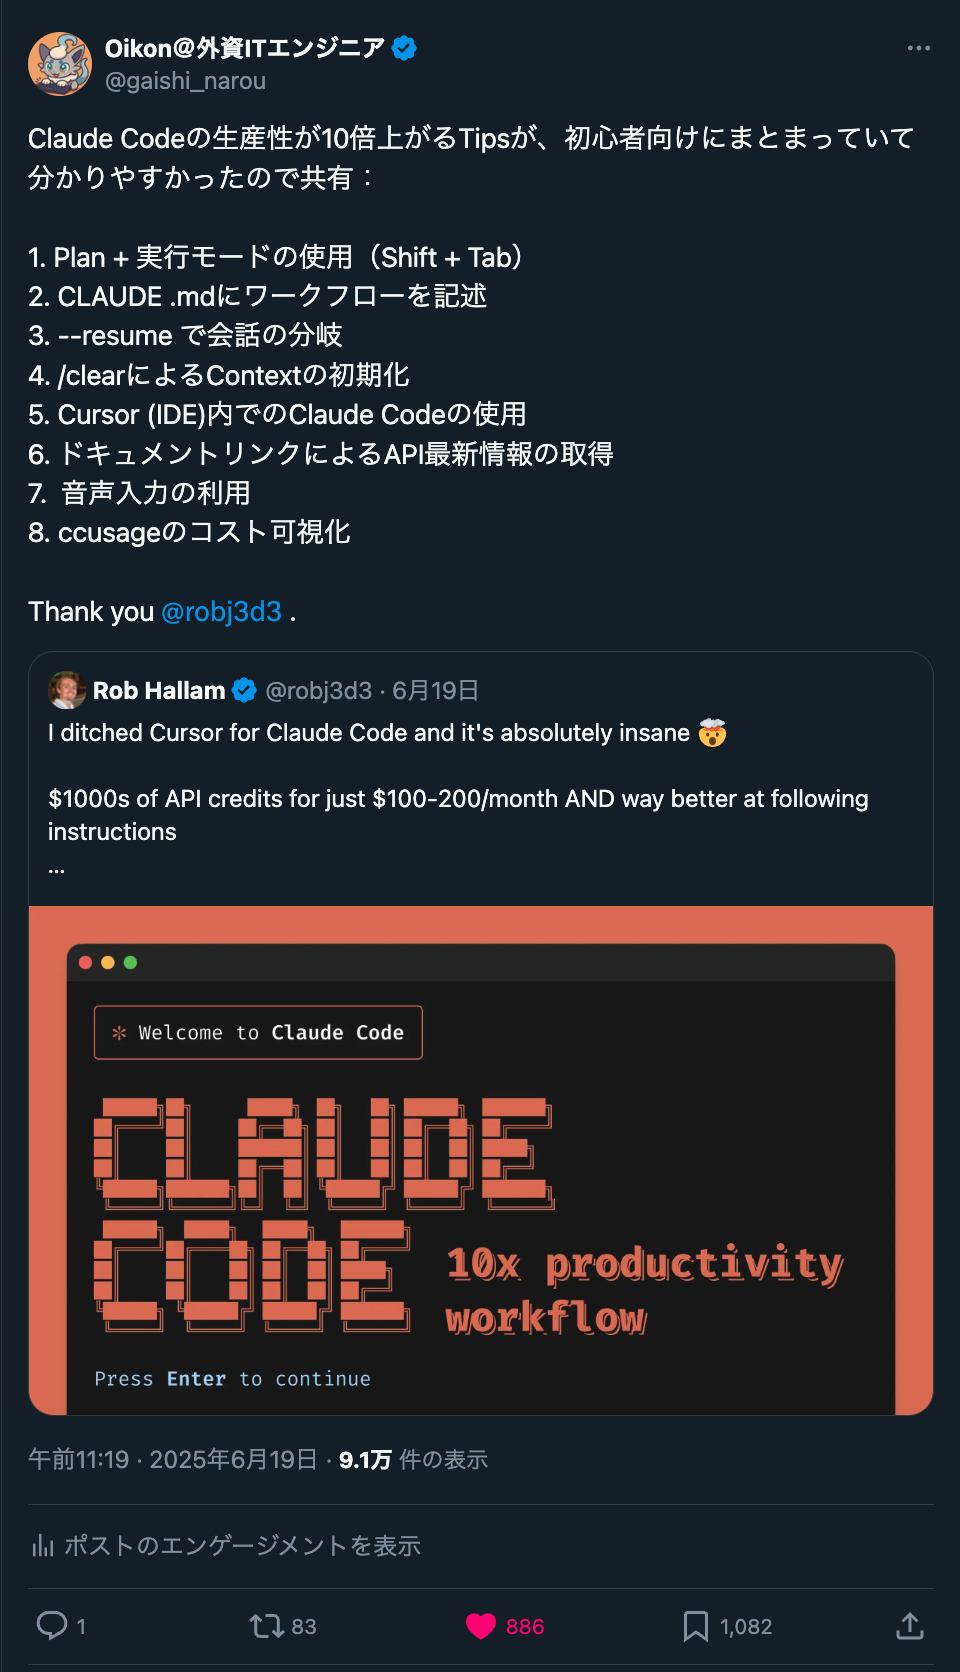 Oikon@外資ITエンジニア
@gaishi_narou
Claude Codeの生産性が10倍上がるTipsが、初心者向けにまとまっていて
分かりやすかったので共有：
1. Plan + 実行モードの使用（Shift + Tab）
2. CLAUDE .mdにワークフローを記述
3. --resume で会話の分岐
4. /clearによるContextの初期化
5. Cursor (IDE)内でのClaude Codeの使用
6. ドキュメントリンクによるAPI最新情報の取得
7. 音声入力の利用
8. ccusageのコスト可視化
Thank you @robj3d3 .
Rob Hallam @robj3d3 · 6月19日
I ditched Cursor for Claude Code and it's absolutely insane 🤯
$1000s of API credits for just $100-200/month AND way better at following
instructions
...
✻ Welcome to Claude Code
CLAUDE
CODE
10x productivity
workflow
Press Enter to continue
午前11:19 · 2025年6月19日 · 9.1万 件の表示
ポストのエンゲージメントを表示
1 83 886 1,082